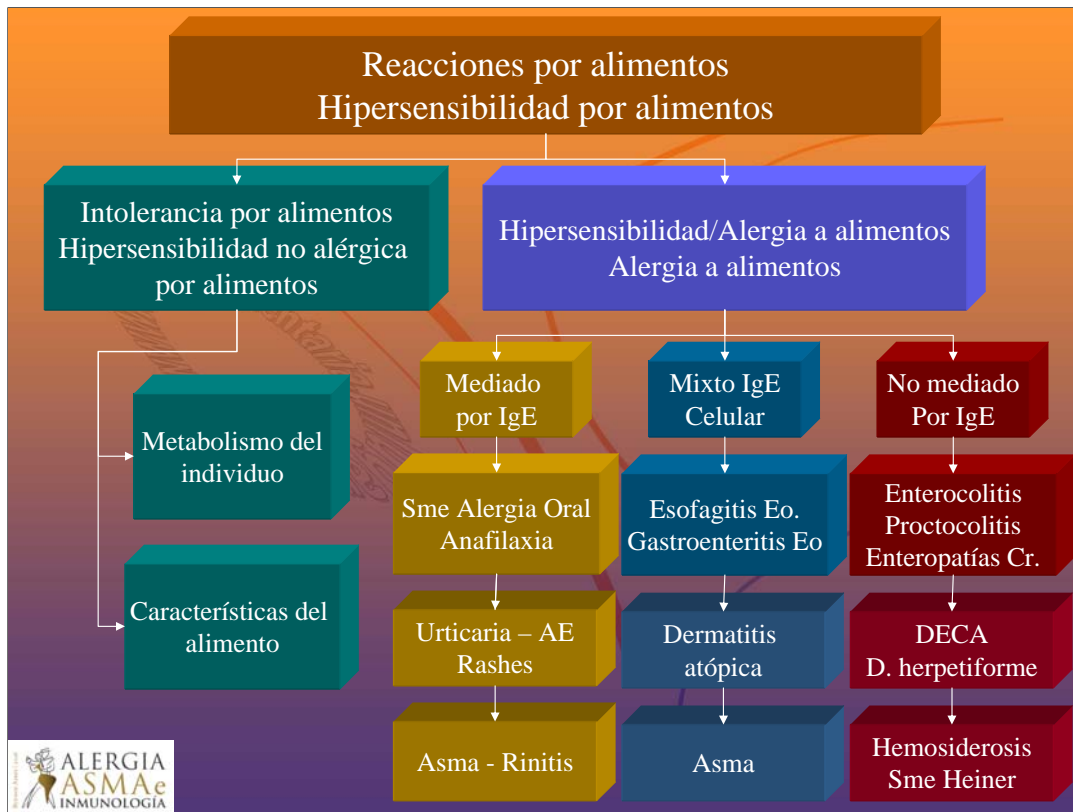 Reacciones por alimentos
Hipersensibilidad por alimentos
Intolerancia por alimentos
Hipersensibilidad no alérgica
por alimentos
Hipersensibilidad/Alergia a alimentos
Alergia a alimentos
Metabolismo del
individuo
Características del
alimento
Mediado
por IgE
Mixto IgE
Celular
No mediado
Por IgE
Sme Alergia Oral
Anafilaxia
Esofagitis Eo.
Gastroenteritis Eo
Enterocolitis
Proctocolitis
Enteropatías Cr.
Urticaria – AE
Rashes
Dermatitis
atópica
DECA
D. herpetiforme
Asma - Rinitis
Asma
Hemosiderosis
Sme Heiner
ALERGIA
ASMA e
INMUNOLOGÍA